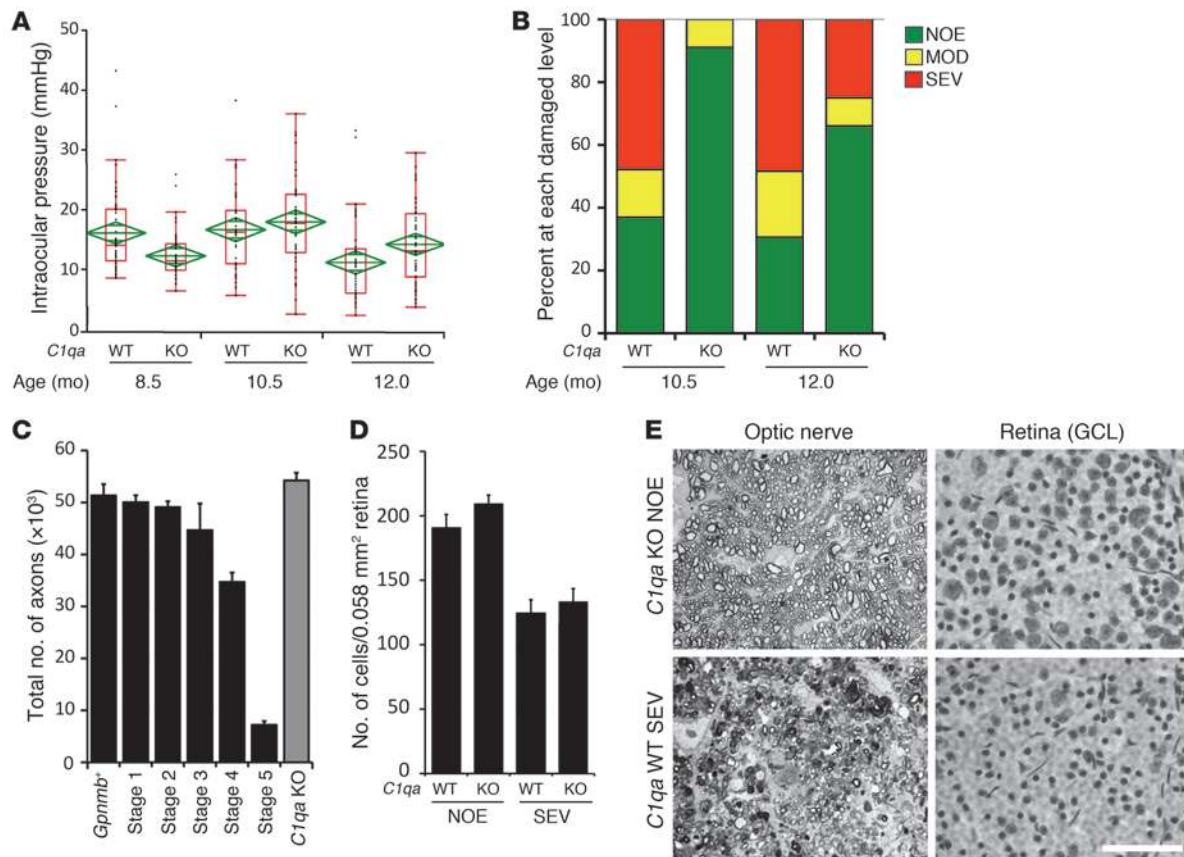 A
Intraocular pressure (mmHg)
50
40
30
20
10
0
C1qa WT KO WT KO WT KO
Age (mo) 8.5 10.5 12.0
B
Percent at each damaged level
100
80
60
40
20
0
C1qa WT KO WT KO
Age (mo) 10.5 12.0
NOE
MOD
SEV
C
Total no. of axons (×10³)
60
50
40
30
20
10
0
Gpnmb⁺
Stage 1
Stage 2
Stage 3
Stage 4
Stage 5
C1qa KO
D
No. of cells/0.058 mm² retina
250
200
150
100
50
0
C1qa WT KO WT KO
NOE SEV
E
Optic nerve Retina (GCL)
C1qa KO NOE
C1qa WT SEV